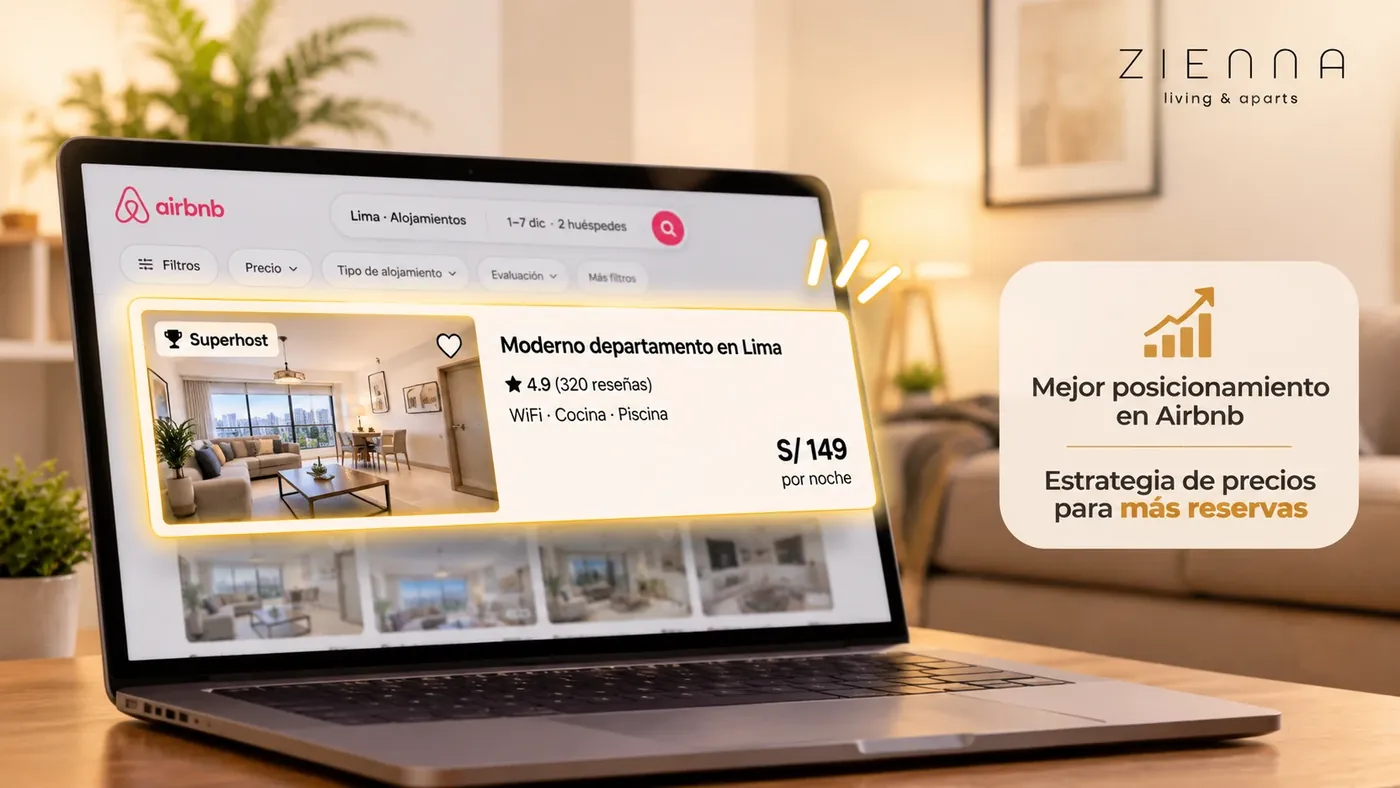 ZIENNA
living & aparts
airbnb
Lima · Alojamientos
1–7 dic · 2 huéspedes
Filtros
Precio
Tipo de alojamiento
Evaluación
Más filtros
Superhost
Moderno departamento en Lima
4.9 (320 reseñas)
WiFi · Cocina · Piscina
S/ 149
por noche
Mejor posicionamiento
en Airbnb
Estrategia de precios
para más reservas